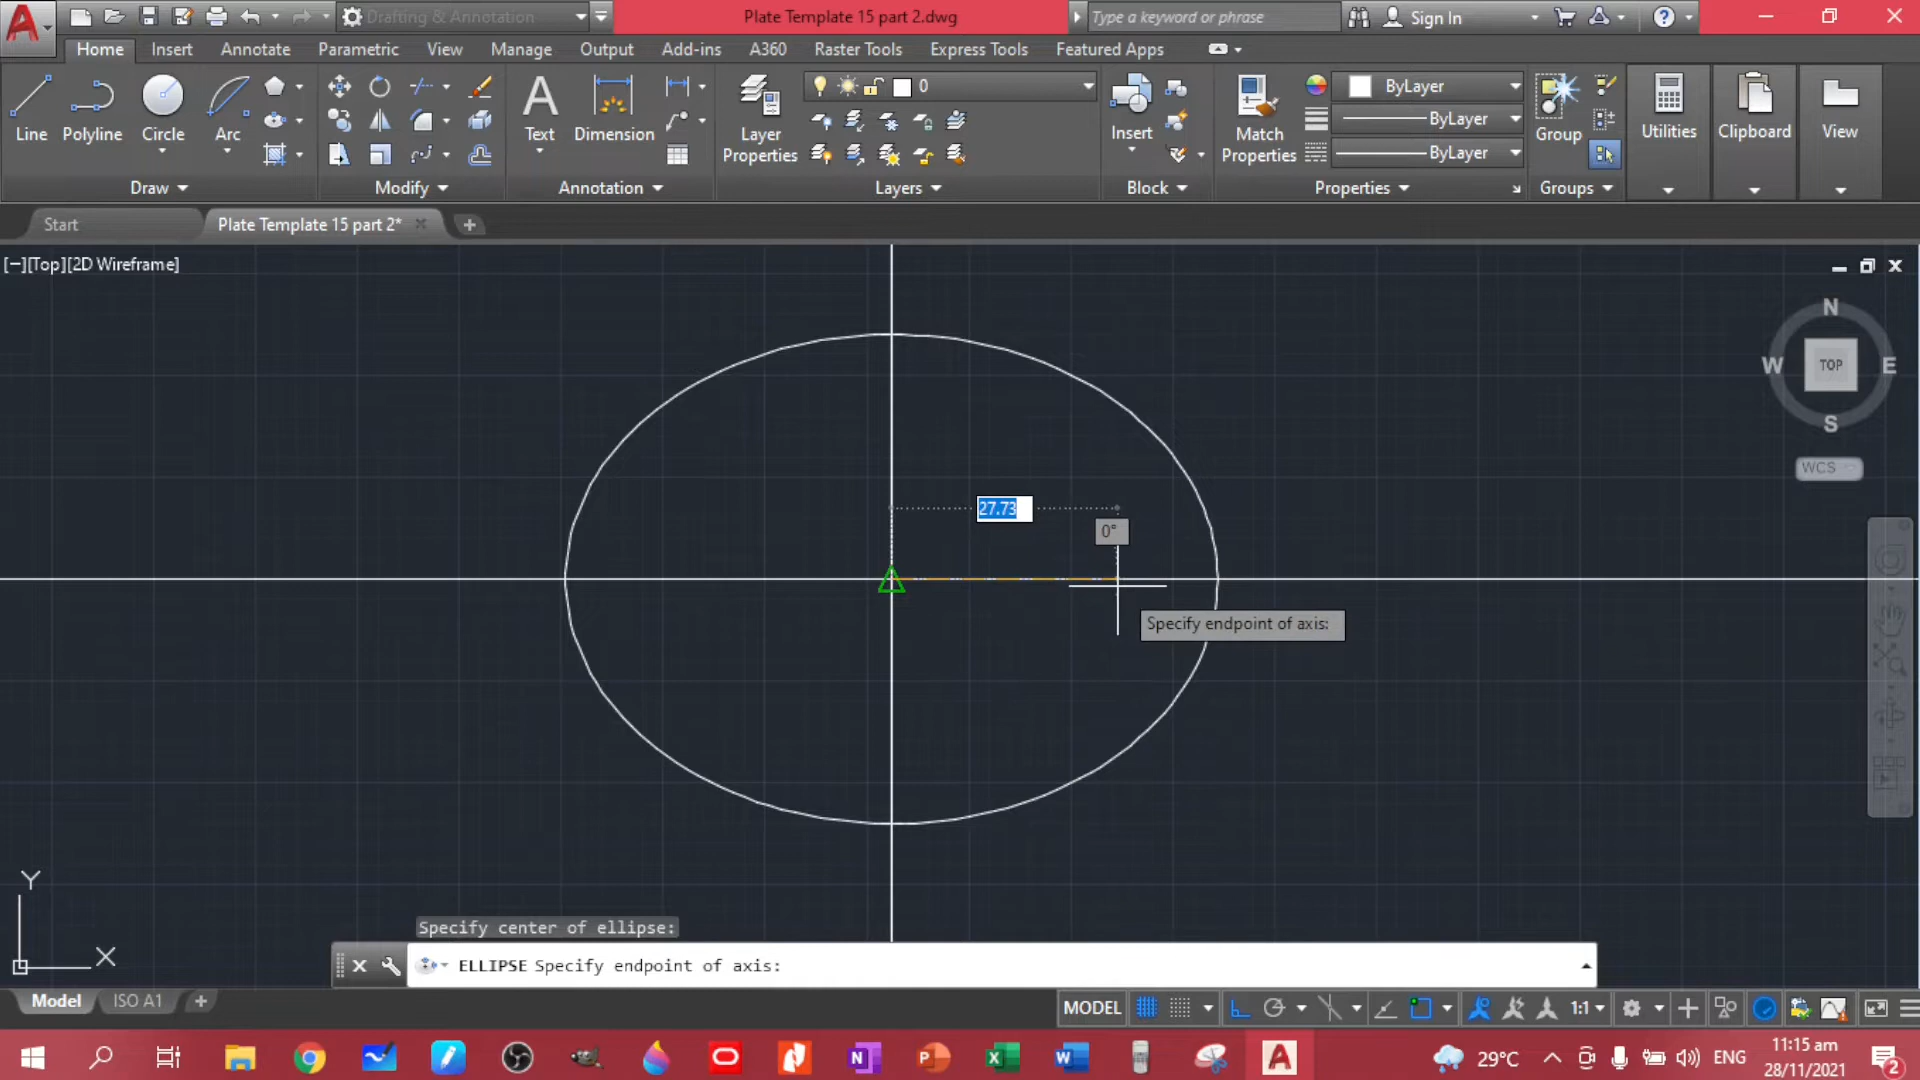 Drafting & Annotation
Plate Template 15 part 2.dwg
Type a keyword or phrase
Sign In
Home
Insert
Annotate
Parametric
View
Manage
Output
Add-ins
A360
Raster Tools
Express Tools
Featured Apps
Line
Polyline
Circle
Arc
Text
Dimension
Layer
Properties
0
Insert
Match
Properties
ByLayer
ByLayer
ByLayer
Group
Utilities
Clipboard
View
Draw
Modify
Annotation
Layers
Block
Properties
Groups
Start
Plate Template 15 part 2*
[−][Top][2D Wireframe]
N
W
TOP
E
S
WCS
27.73
0°
Specify endpoint of axis:
Y
X
Specify center of ellipse:
ELLIPSE Specify endpoint of axis:
Model
ISO A1
MODEL
1:1
29°C
ENG
11:15 am
28/11/2021
2